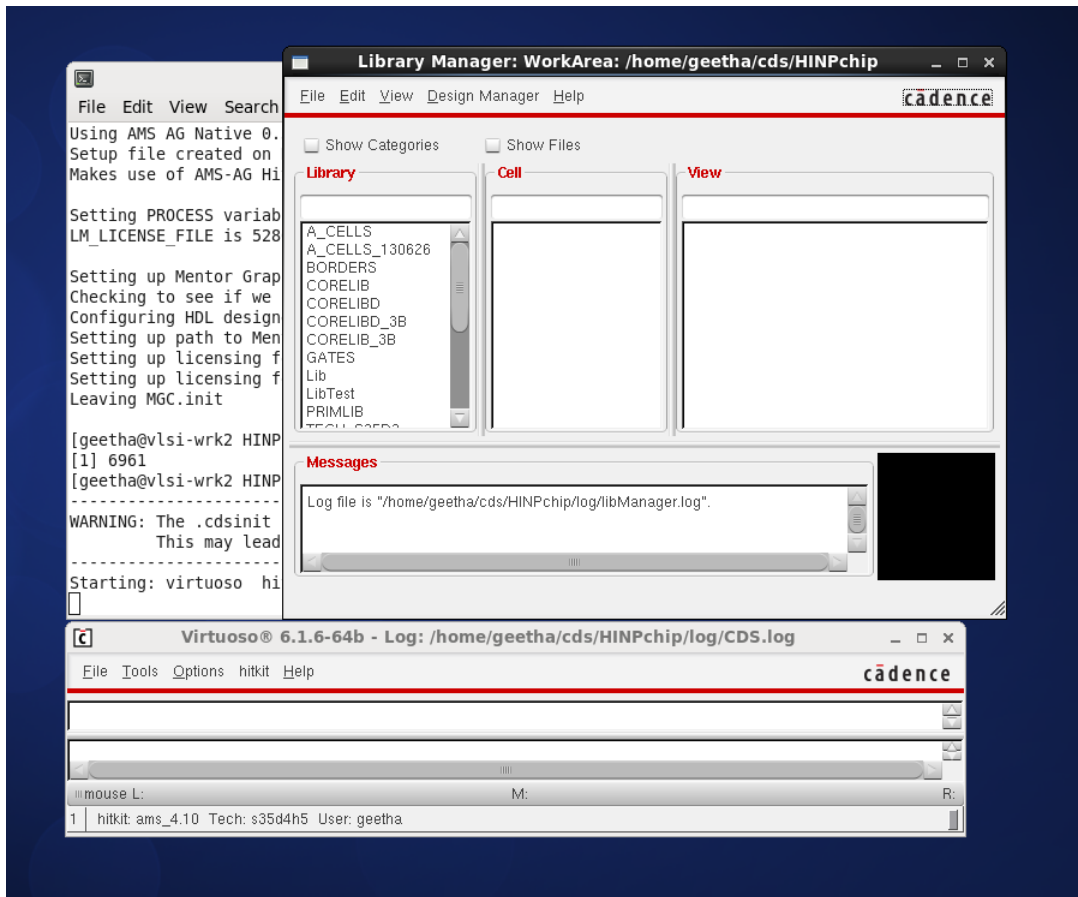 Library Manager: WorkArea: /home/geetha/cds/HINPchip
File Edit View Design Manager Help
cādence
Show Categories
Show Files
Library
Cell
View
A_CELLS
A_CELLS_130626
BORDERS
CORELIB
CORELIBD
CORELIBD_3B
CORELIB_3B
GATES
Lib
LibTest
PRIMLIB
Messages
Log file is "/home/geetha/cds/HINPchip/log/libManager.log".
File Edit View Search
Using AMS AG Native 0.
Setup file created on
Makes use of AMS-AG Hi
Setting PROCESS variab
LM_LICENSE_FILE is 528
Setting up Mentor Grap
Checking to see if we
Configuring HDL design
Setting up path to Men
Setting up licensing f
Setting up licensing f
Leaving MGC.init
[geetha@vlsi-wrk2 HINP
[1] 6961
[geetha@vlsi-wrk2 HINP
-----------------------
WARNING: The .cdsinit
This may lead
-----------------------
Starting: virtuoso hi
Virtuoso® 6.1.6-64b - Log: /home/geetha/cds/HINPchip/log/CDS.log
File Tools Options hitkit Help
cādence
mouse L: M: R:
1 hitkit: ams_4.10 Tech: s35d4h5 User: geetha